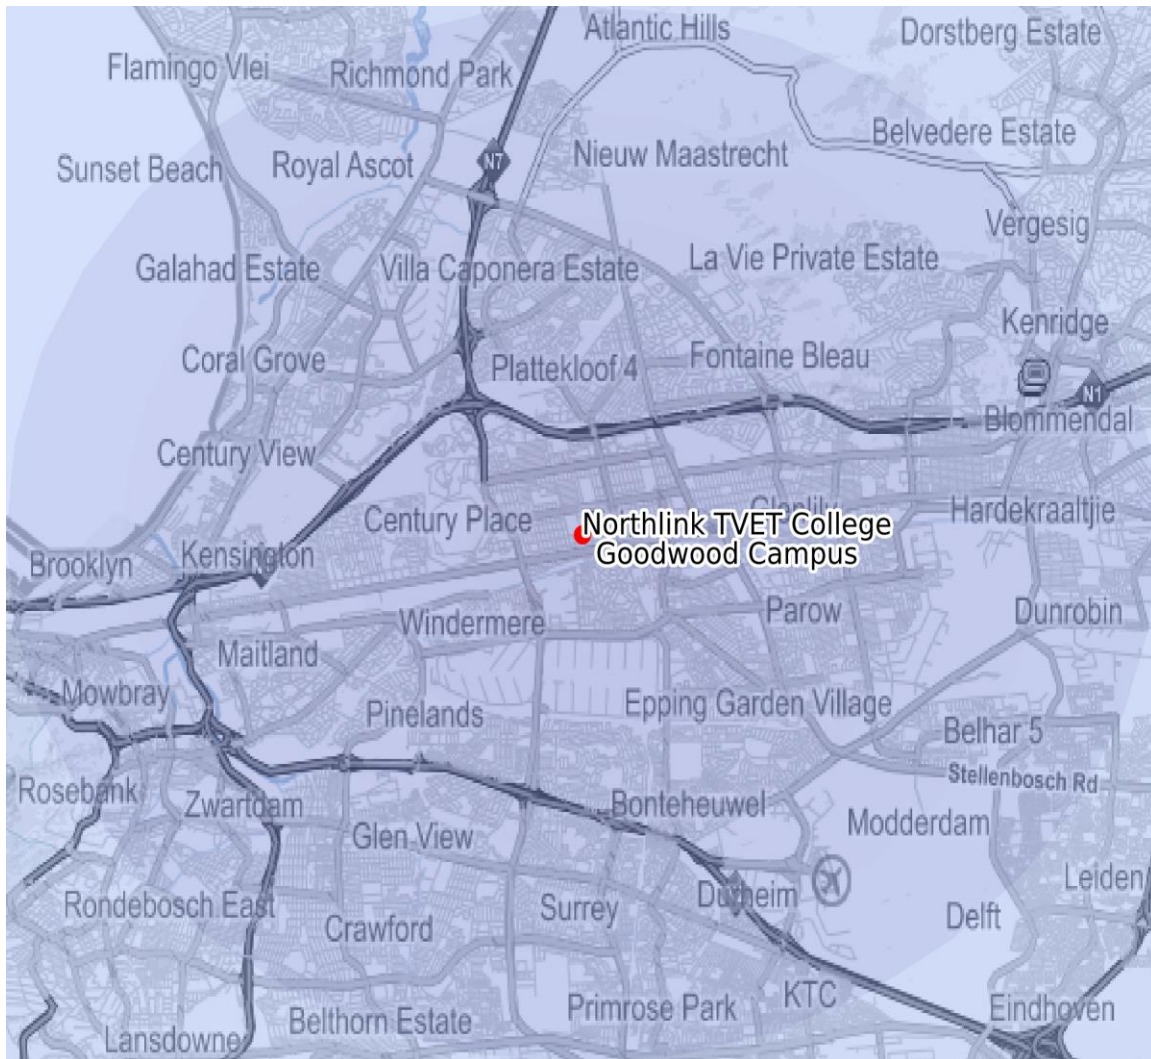 Atlantic Hills
Dorstberg Estate
Flamingo Vlei
Richmond Park
Belvedere Estate
N7
Nieuw Maastrecht
Sunset Beach
Royal Ascot
Vergesig
Galahad Estate
Villa Caponera Estate
La Vie Private Estate
Kenridge
Coral Grove
Plattekloof 4
Fontaine Bleau
N1
Blommendal
Century View
Century Place
Glenlily
Hardekraaltjie
Northlink TVET College
Goodwood Campus
Brooklyn
Kensington
Windermere
Parow
Dunrobin
Maitland
Mowbray
Pinelands
Epping Garden Village
Belhar 5
Stellenbosch Rd
Rosebank
Zwartdam
Bonteheuwel
Glen View
Modderdam
Leiden
Rondebosch East
Surrey
Delft
Crawford
KTC
Primrose Park
Eindhoven
Belthorn Estate
Lansdowne